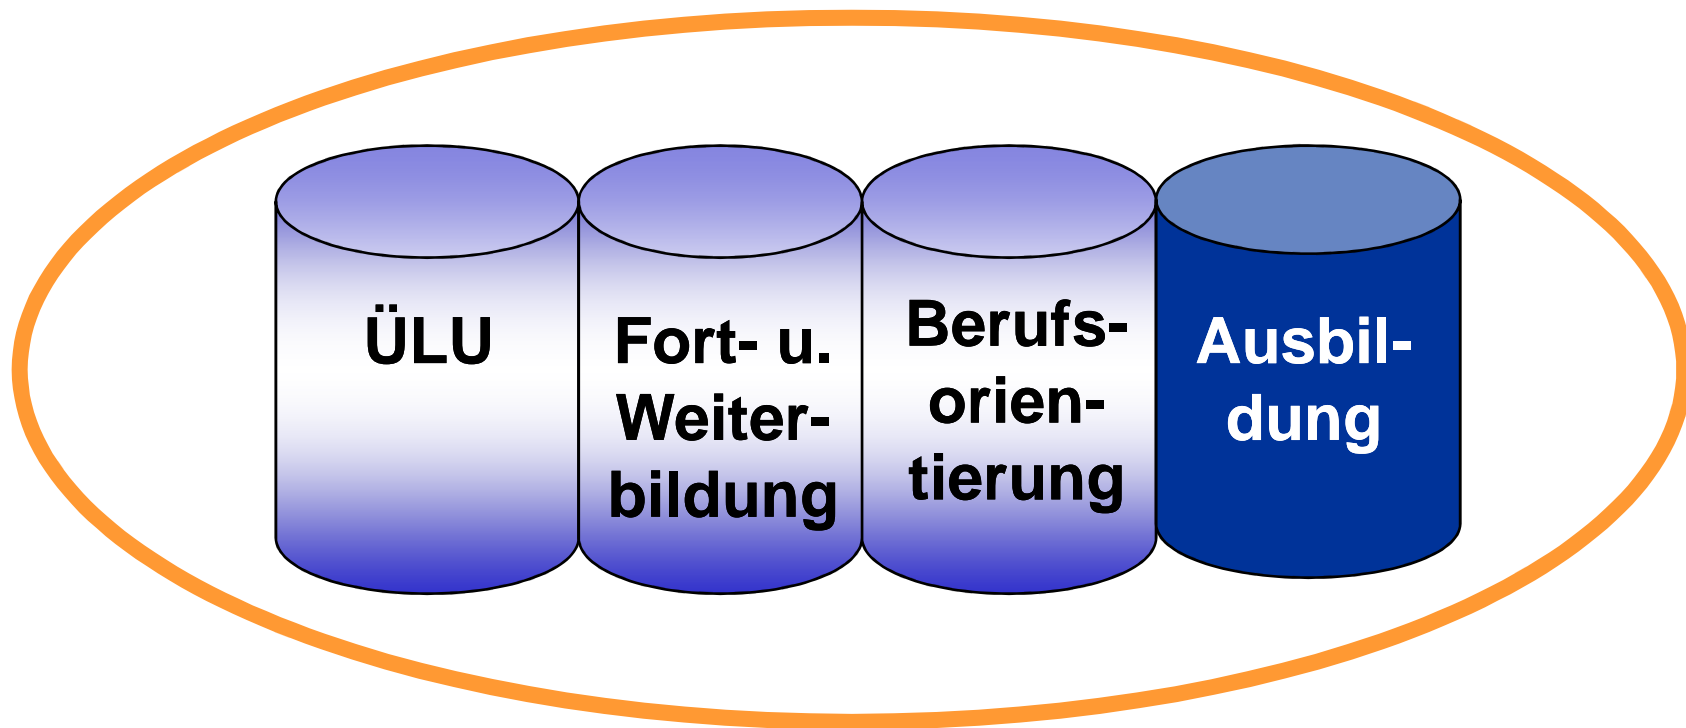 ÜLU
Fort- u.
Weiter-
bildung
Berufs-
orien-
tierung
Ausbil-
dung